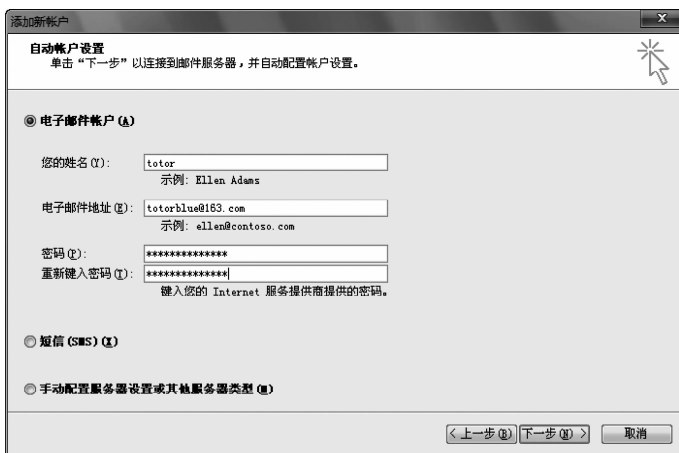 添加新帐户
自动帐户设置
单击“下一步”以连接到邮件服务器，并自动配置帐户设置。
电子邮件帐户(A)
您的姓名(Y): totor
示例: Ellen Adams
电子邮件地址(E): totorblue@163.com
示例: ellen@contoso.com
密码(P): **************
重新键入密码(T): **************
键入您的 Internet 服务提供商提供的密码。
短信(SMS)(X)
手动配置服务器设置或其他服务器类型(M)
< 上一步(B) 下一步(N) > 取消